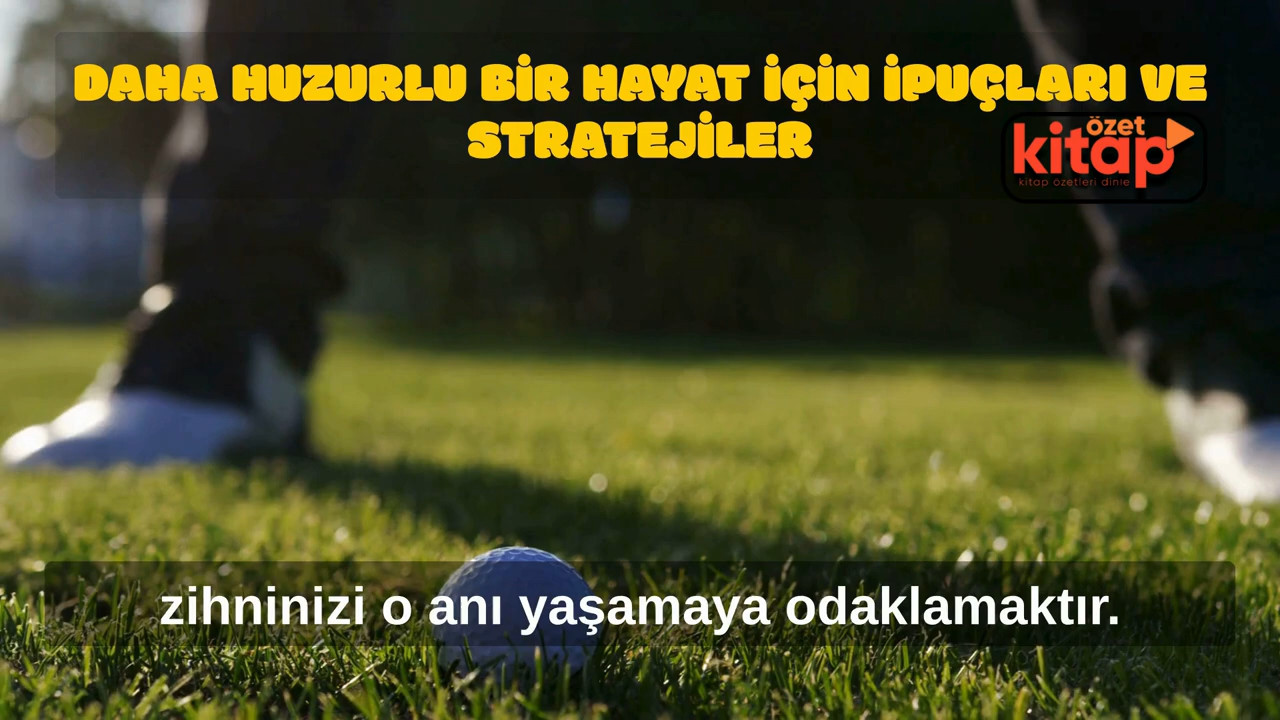 DAHA HUZURLU BİR HAYAT İÇİN İPUÇLARI VE
STRATEJİLER
özet
kitap
kitap özetleri dinle
zihninizi o anı yaşamaya odaklamaktır.